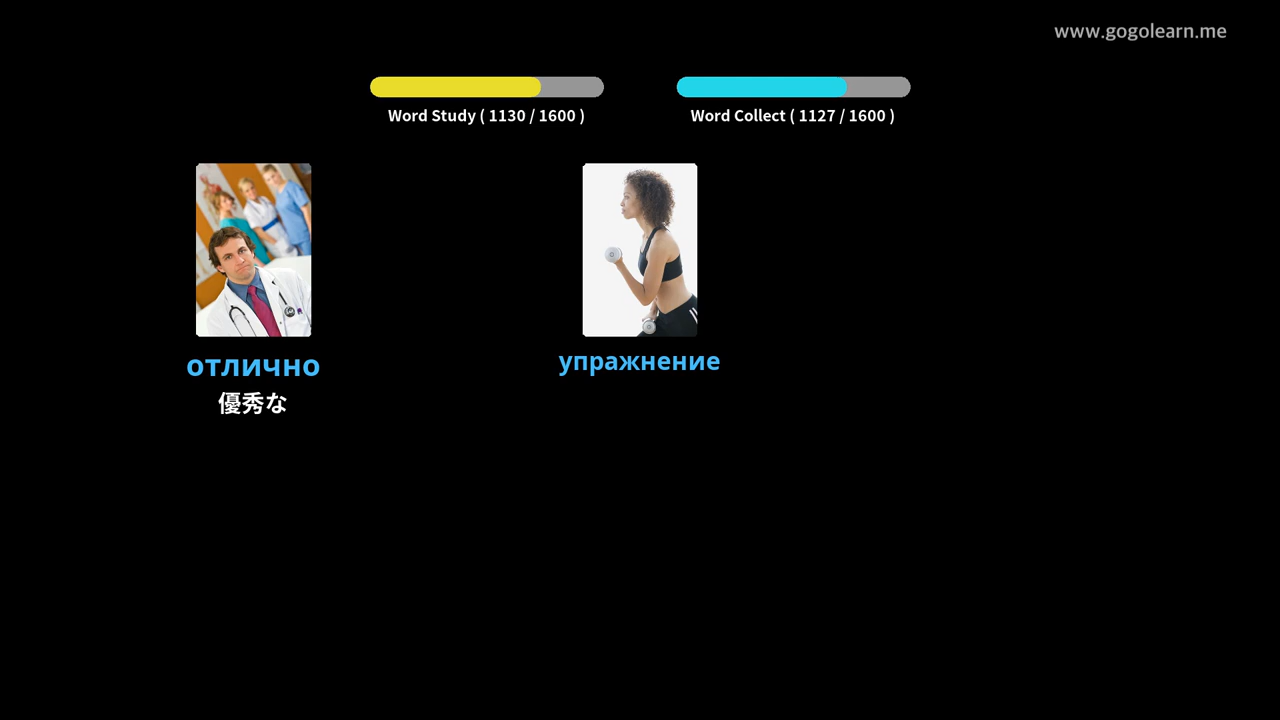 www.gogolearn.me
Word Study ( 1130 / 1600 )
Word Collect ( 1127 / 1600 )
отлично
優秀な
упражнение